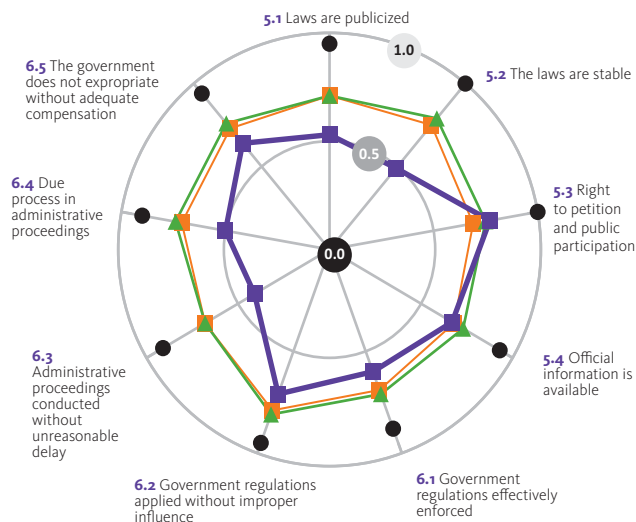 5.1 Laws are publicized
1.0
5.2 The laws are stable
0.5
5.3 Right
to petition
and public
participation
0.0
5.4 Official
information is
available
6.1 Government
regulations effectively
enforced
6.2 Government regulations
applied without improper
influence
6.3
Administrative
proceedings
conducted
without
unreasonable
delay
6.4 Due
process in
administrative
proceedings
6.5 The government
does not expropriate
without adequate
compensation